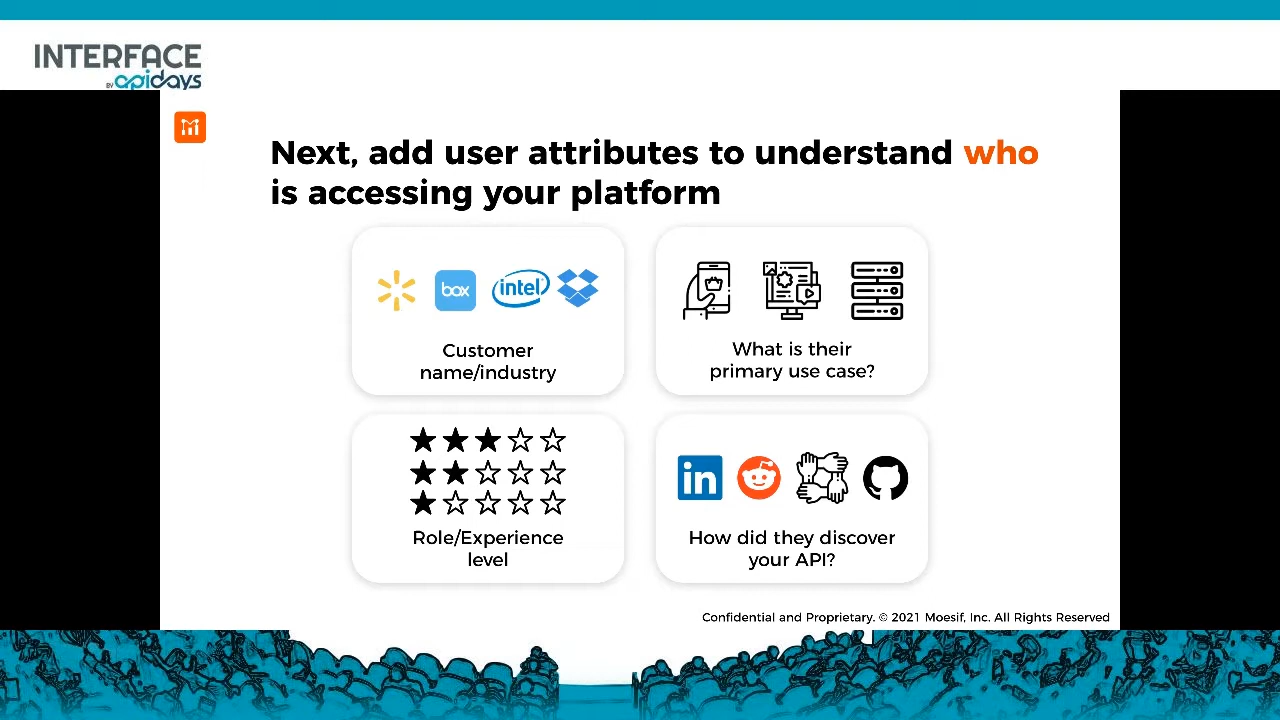 INTERFACE
BY apidays
Next, add user attributes to understand who
is accessing your platform
box
intel
Customer
name/industry
What is their
primary use case?
Role/Experience
level
in
How did they discover
your API?
Confidential and Proprietary. © 2021 Moesif, Inc. All Rights Reserved